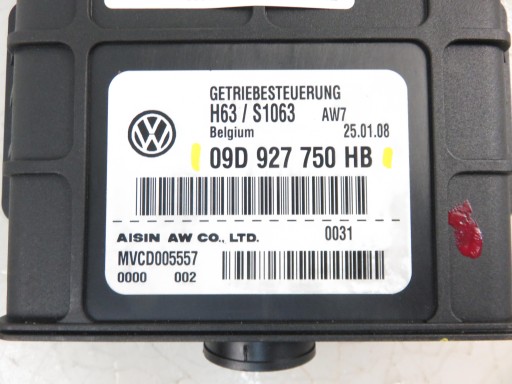 GETRIEBESTEUERUNG
H63 / S1063 AW7
Belgium 25.01.08
09D 927 750 HB
AISIN AW CO., LTD. 0031
MVCD005557
0000 002